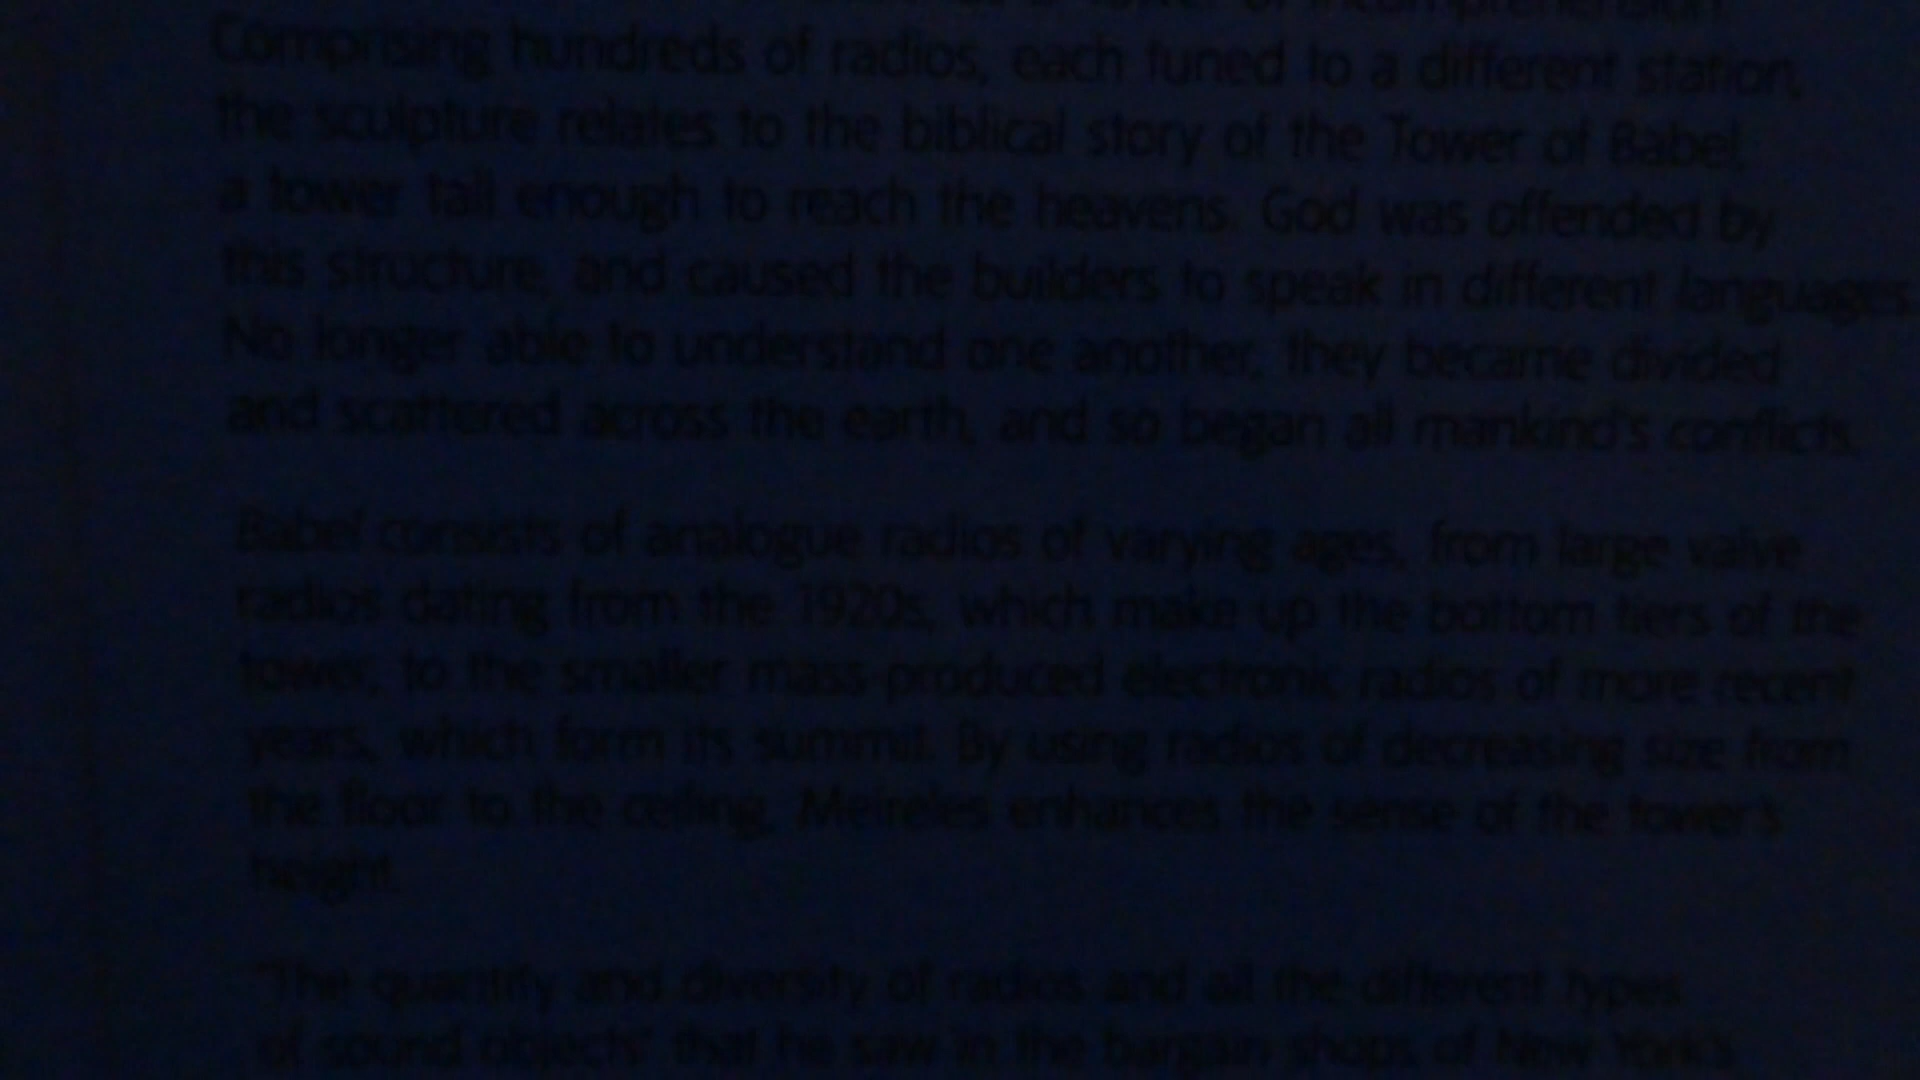 tower of incomprehension
Comprising hundreds of radios, each tuned to a different station,
the sculpture relates to the biblical story of the Tower of Babel,
a tower tall enough to reach the heavens. God was offended by
this structure, and caused the builders to speak in different languages.
No longer able to understand one another, they became divided
and scattered across the earth, and so began all mankind's conflicts.
Babel consists of analogue radios of varying ages, from large valve
radios dating from the 1920s, which make up the bottom tiers of the
tower, to the smaller mass-produced electronic radios of more recent
years, which form its summit. By using radios of decreasing size from
the floor to the ceiling, Meireles enhances the sense of the tower's
height.
'The quantity and diversity of radios and all the different types
of sound objects' that he saw in the bargain shops of New York's